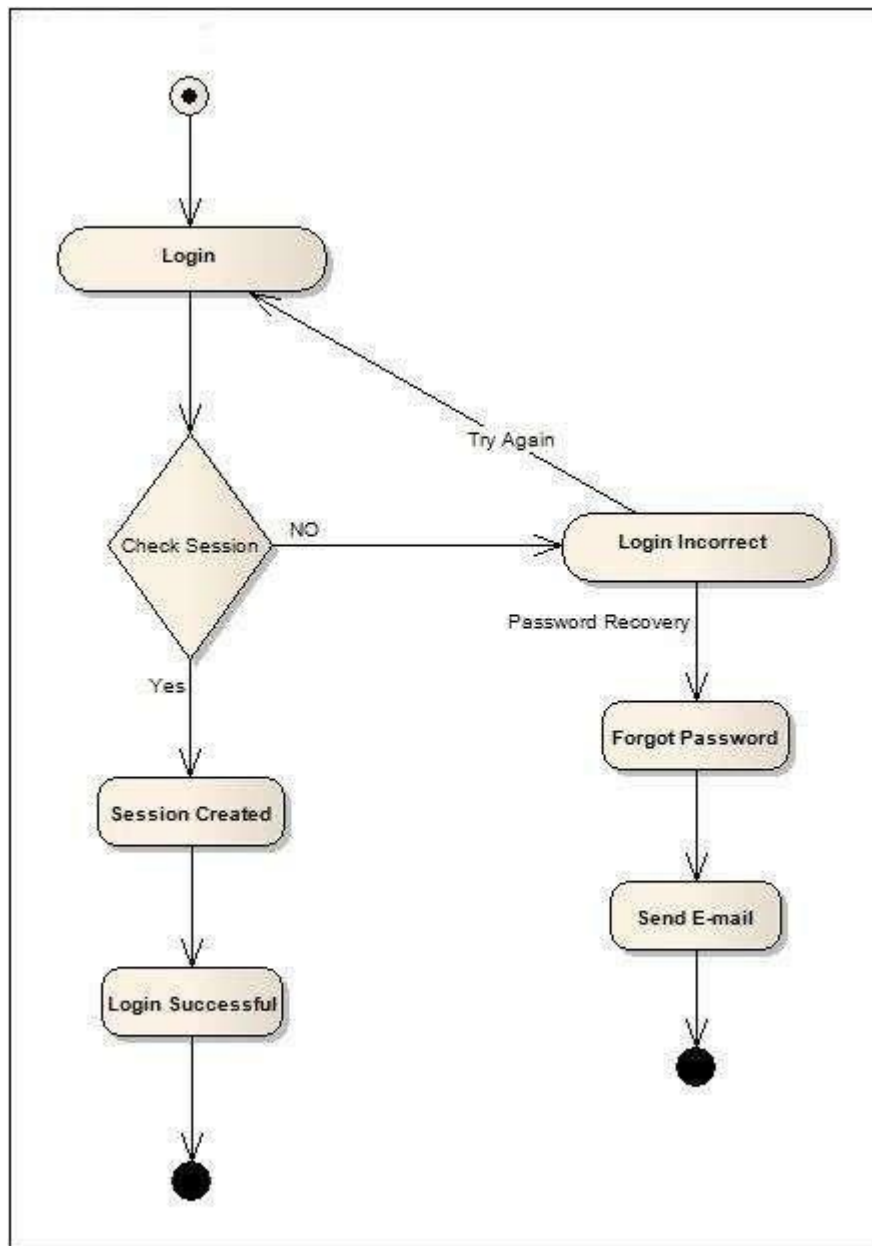 Login
Try Again
Check Session
NO
Login Incorrect
Password Recovery
Yes
Forgot Password
Session Created
Send E-mail
Login Successful